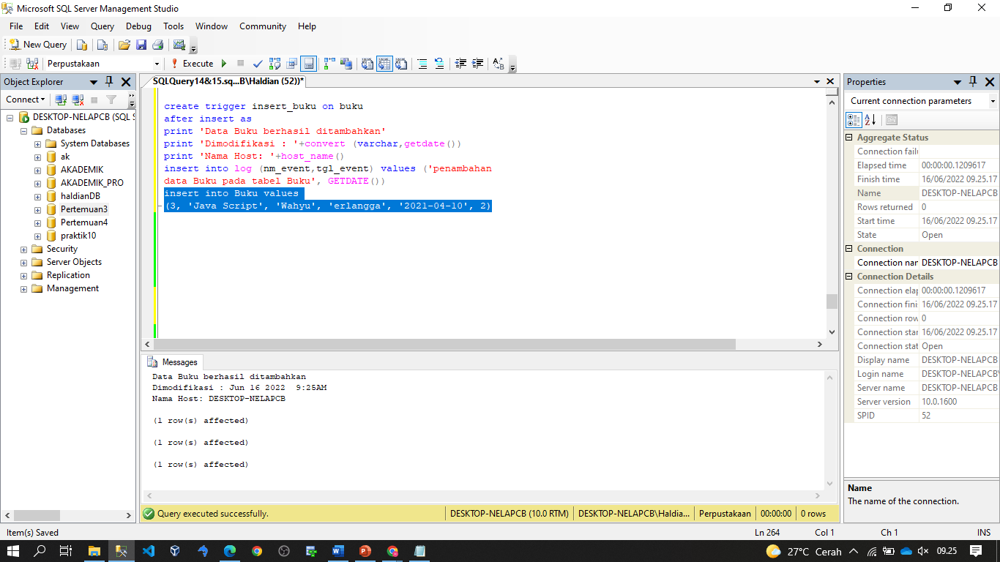 Microsoft SQL Server Management Studio
File Edit View Query Debug Tools Window Community Help
New Query
Perpustakaan Execute
Object Explorer
Connect
DESKTOP-NELAPCB (SQL S
Databases
System Databases
ak
AKADEMIK
AKADEMIK_PRO
haldianDB
Pertemuan3
Pertemuan4
praktik10
Security
Server Objects
Replication
Management
SQLQuery14&15.sq...B\Haldian (52))*
create trigger insert_buku on buku
after insert as
print 'Data Buku berhasil ditambahkan'
print 'Dimodifikasi : '+convert (varchar,getdate())
print 'Nama Host: '+host_name()
insert into log (nm_event,tgl_event) values ('penambahan
data Buku pada tabel Buku', GETDATE())
insert into Buku values
(3, 'Java Script', 'Wahyu', 'erlangga', '2021-04-10', 2)
Messages
Data Buku berhasil ditambahkan
Dimodifikasi : Jun 16 2022  9:25AM
Nama Host: DESKTOP-NELAPCB
(1 row(s) affected)
(1 row(s) affected)
(1 row(s) affected)
Query executed successfully. DESKTOP-NELAPCB (10.0 RTM) DESKTOP-NELAPCB\Haldia... Perpustakaan 00:00:00 0 rows
Properties
Current connection parameters
Aggregate Status
Connection faile
Elapsed time 00:00:00.1209617
Finish time 16/06/2022 09.25.17
Name DESKTOP-NELAPCB
Rows returned 0
Start time 16/06/2022 09.25.17
State Open
Connection
Connection nar DESKTOP-NELAPCB
Connection Details
Connection elap 00:00:00.1209617
Connection fini 16/06/2022 09.25.17
Connection row 0
Connection star 16/06/2022 09.25.17
Connection stat Open
Display name DESKTOP-NELAPCB
Login name DESKTOP-NELAPCB\
Server name DESKTOP-NELAPCB
Server version 10.0.1600
SPID 52
Name
The name of the connection.
Item(s) Saved Ln 264 Col 1 Ch 1 INS
27°C Cerah 09.25